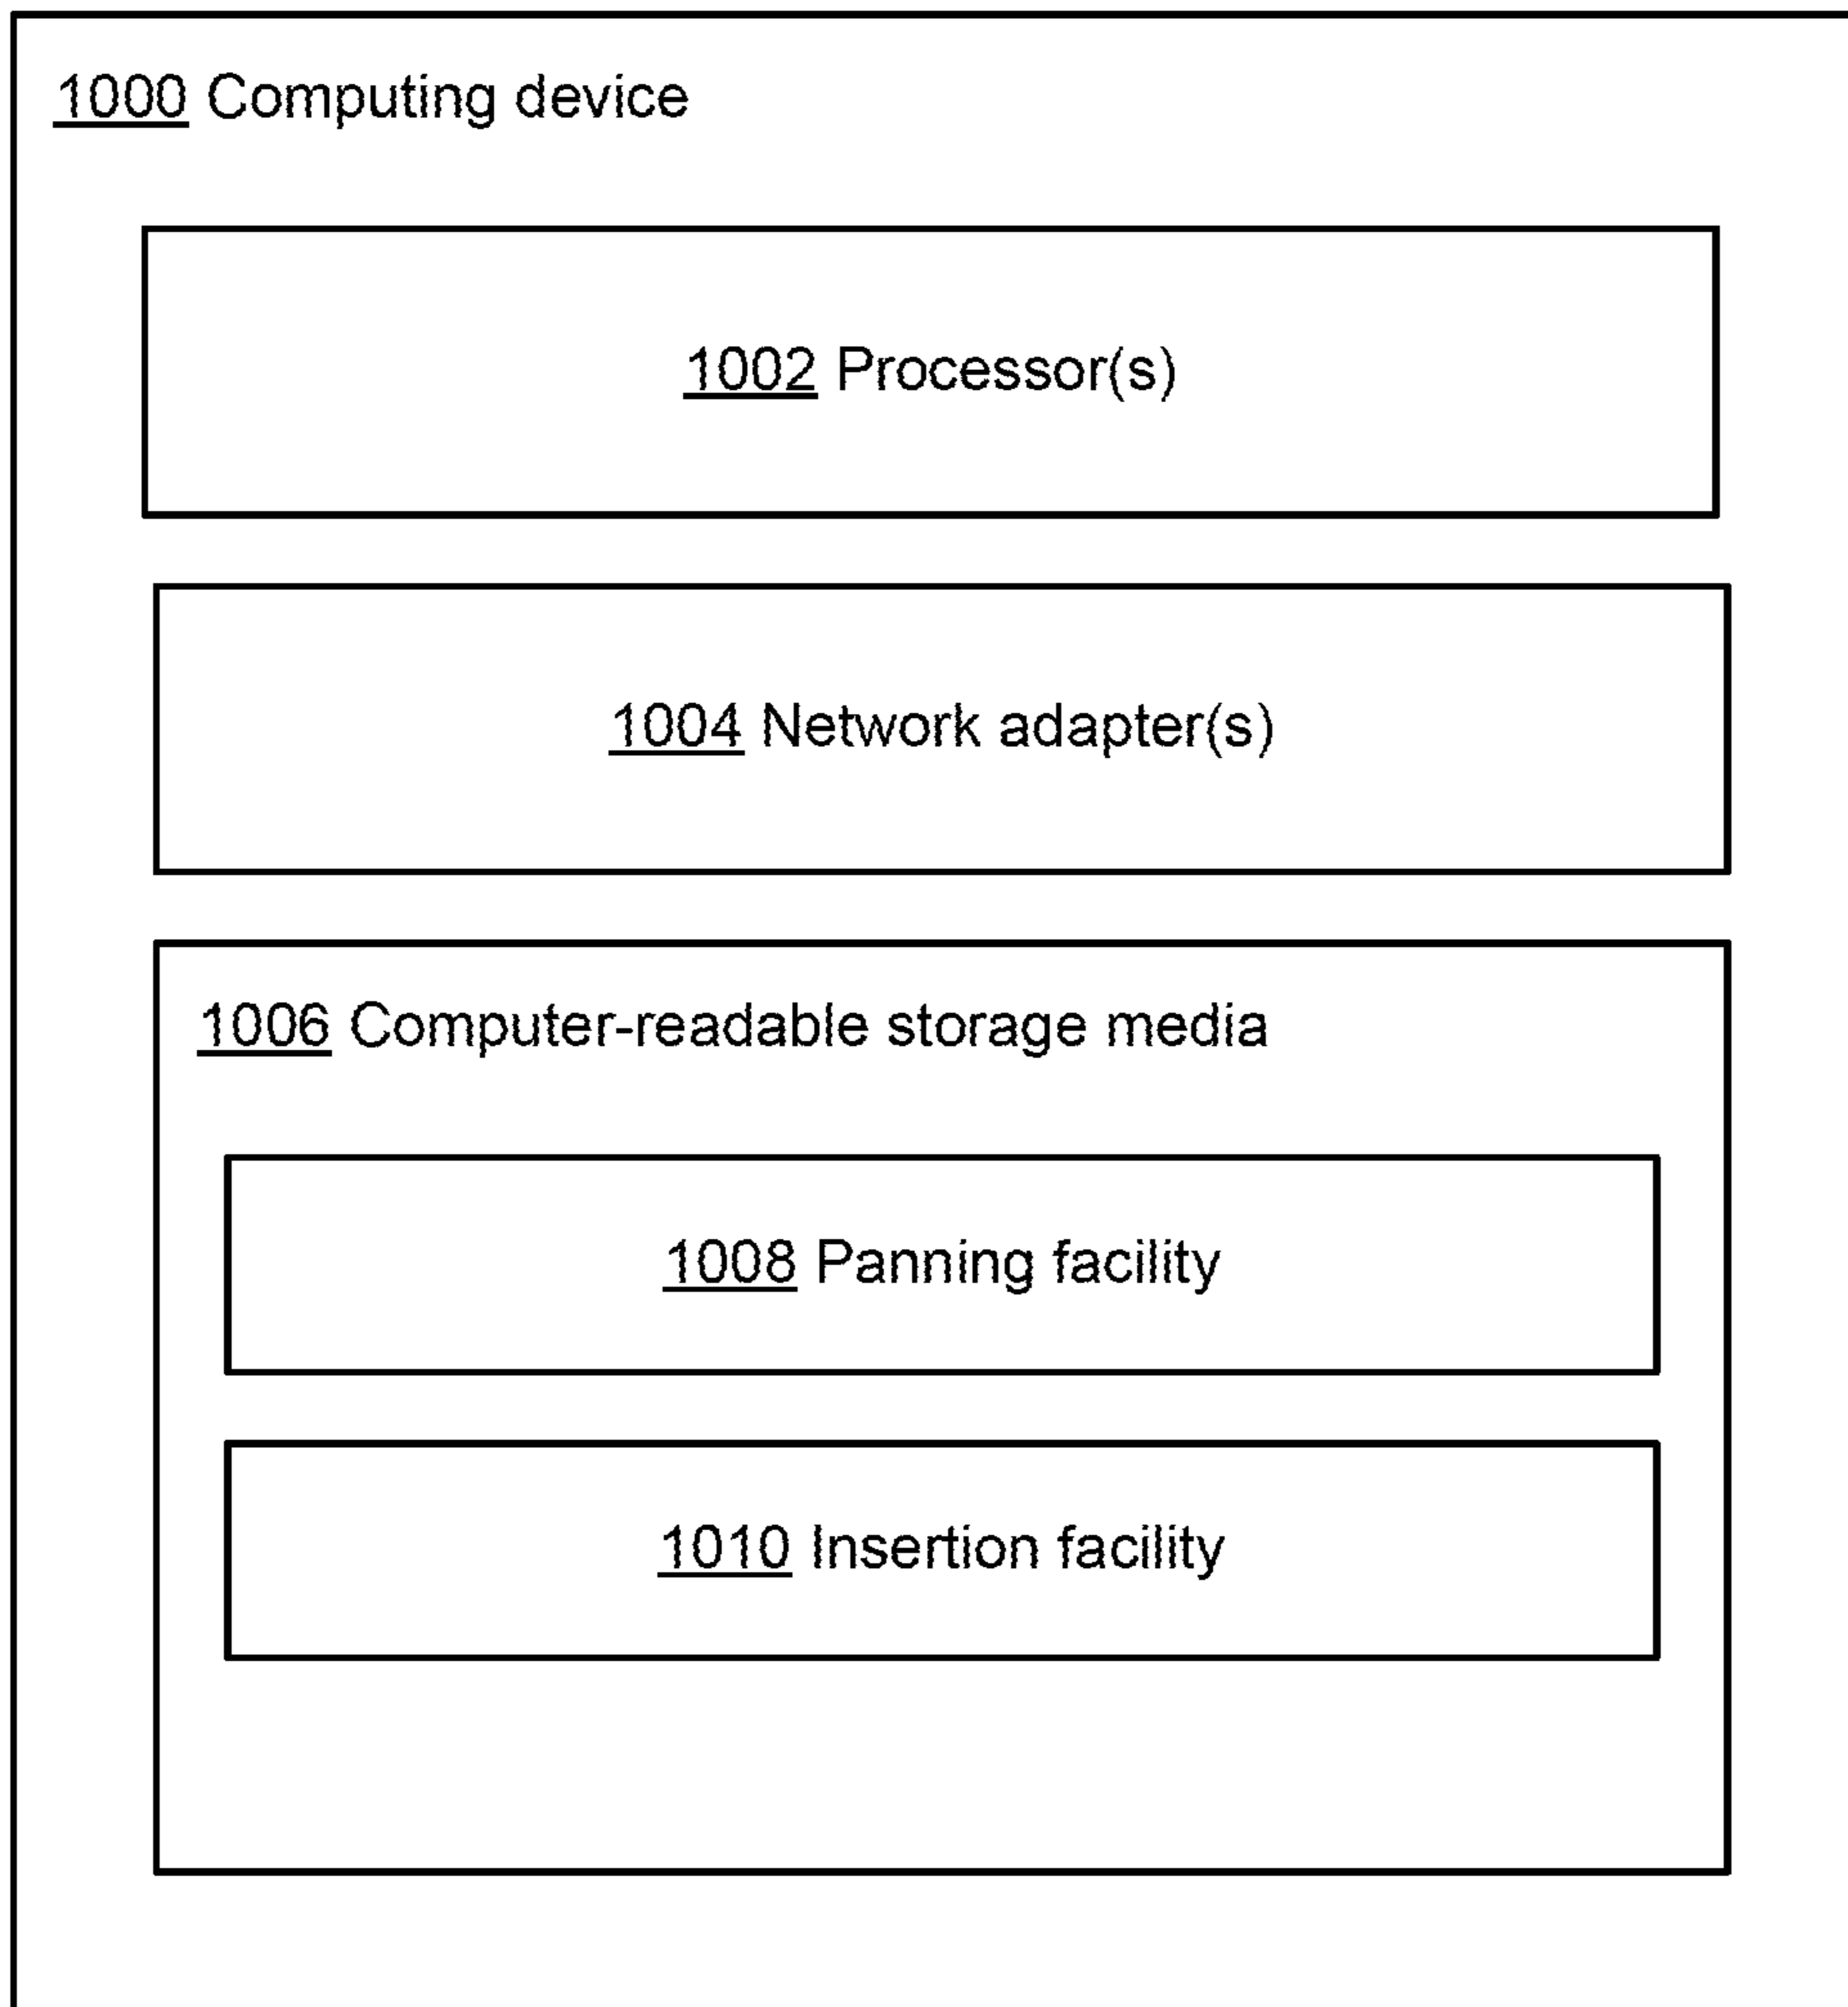 1000 Computing device
1002 Processor(s)
1004 Network adapter(s)
1006 Computer-readable storage media
1008 Panning facility
1010 Insertion facility